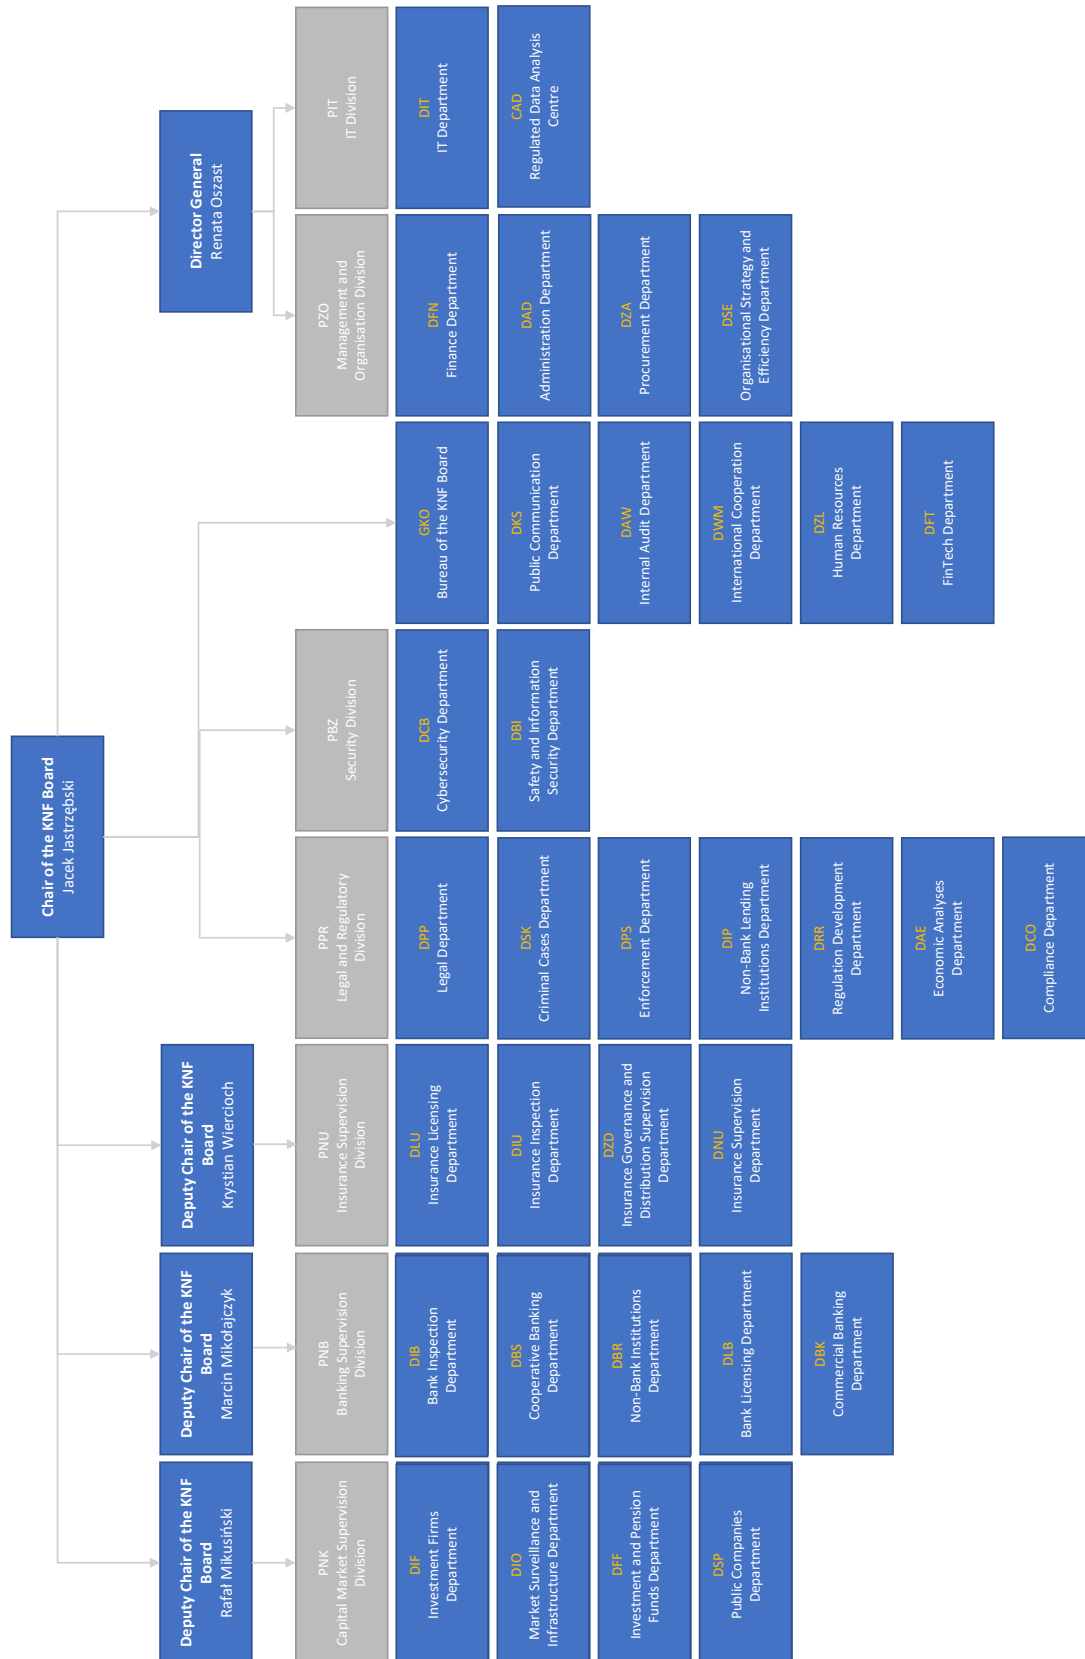 Chair of the KNF Board
Jacek Jastrzębski
Deputy Chair of the KNF
Board
Rafał Mikusiński
Deputy Chair of the KNF
Board
Marcin Mikołajczyk
Deputy Chair of the KNF
Board
Krystian Wiercioch
Director General
Renata Oszast
PNK
Capital Market Supervision
Division
PNB
Banking Supervision
Division
PNU
Insurance Supervision
Division
PPR
Legal and Regulatory
Division
PBZ
Security Division
PZO
Management and
Organisation Division
PIT
IT Division
DIF
Investment Firms
Department
DIB
Bank Inspection
Department
DLU
Insurance Licensing
Department
DPP
Legal Department
DCB
Cybersecurity Department
GKO
Bureau of the KNF Board
DFN
Finance Department
DIT
IT Department
DIO
Market Surveillance and
Infrastructure Department
DBS
Cooperative Banking
Department
DIU
Insurance Inspection
Department
DSK
Criminal Cases Department
DBI
Safety and Information
Security Department
DKS
Public Communication
Department
DAD
Administration Department
CAD
Regulated Data Analysis
Centre
DFF
Investment and Pension
Funds Department
DBR
Non-Bank Institutions
Department
DZD
Insurance Governance and
Distribution Supervision
Department
DPS
Enforcement Department
DAW
Internal Audit Department
DZA
Procurement Department
DSP
Public Companies
Department
DLB
Bank Licensing Department
DNU
Insurance Supervision
Department
DIP
Non-Bank Lending
Institutions Department
DWM
International Cooperation
Department
DSE
Organisational Strategy and
Efficiency Department
DBK
Commercial Banking
Department
DRR
Regulation Development
Department
DZL
Human Resources
Department
DAE
Economic Analyses
Department
DFT
FinTech Department
DCO
Compliance Department